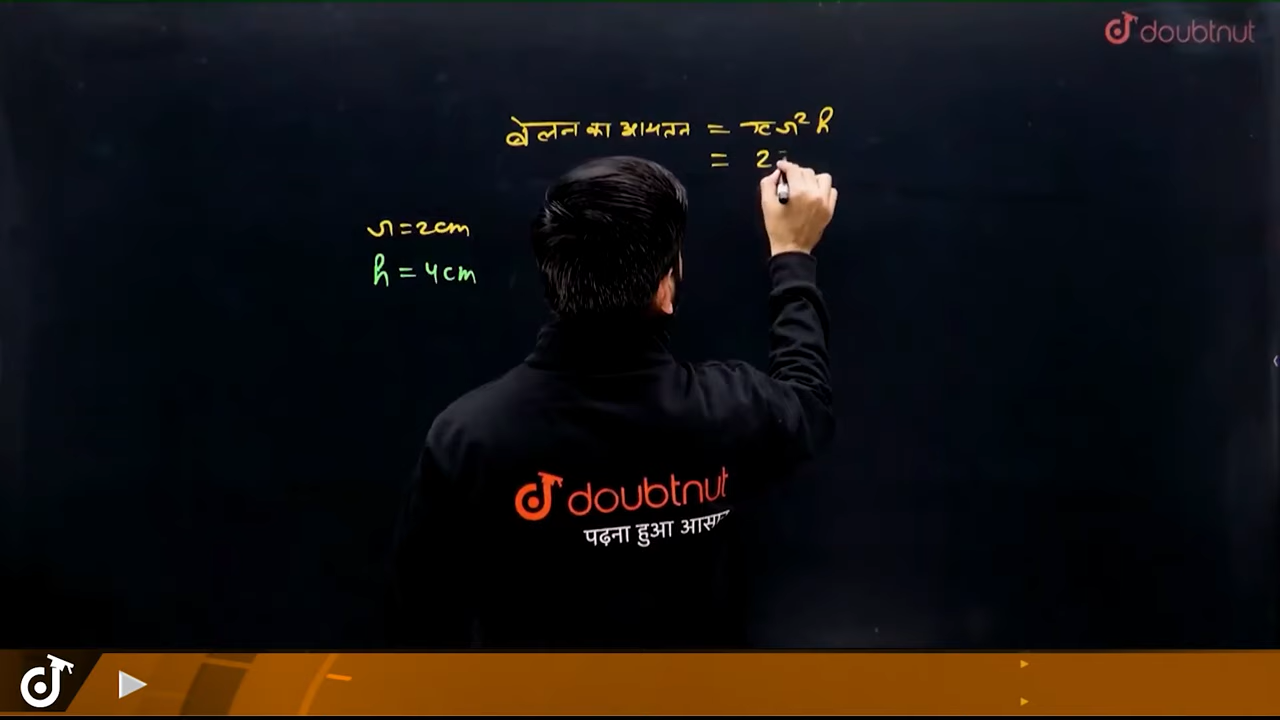 doubtnut
बेलन का आयतन = πr² h
= 2
r = 2cm
h = 4cm
doubtnut
पढ़ना हुआ आसान